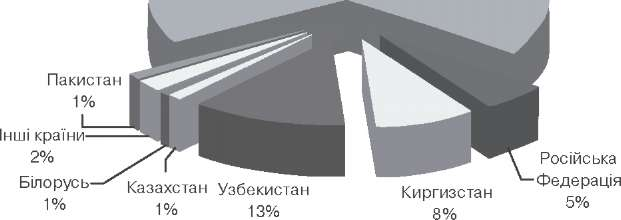 Пакистан
1%
Інші країни
2%
Білорусь
1%
Казахстан
1%
Узбекистан
13%
Киргизстан
8%
Російська
Федерація
5%